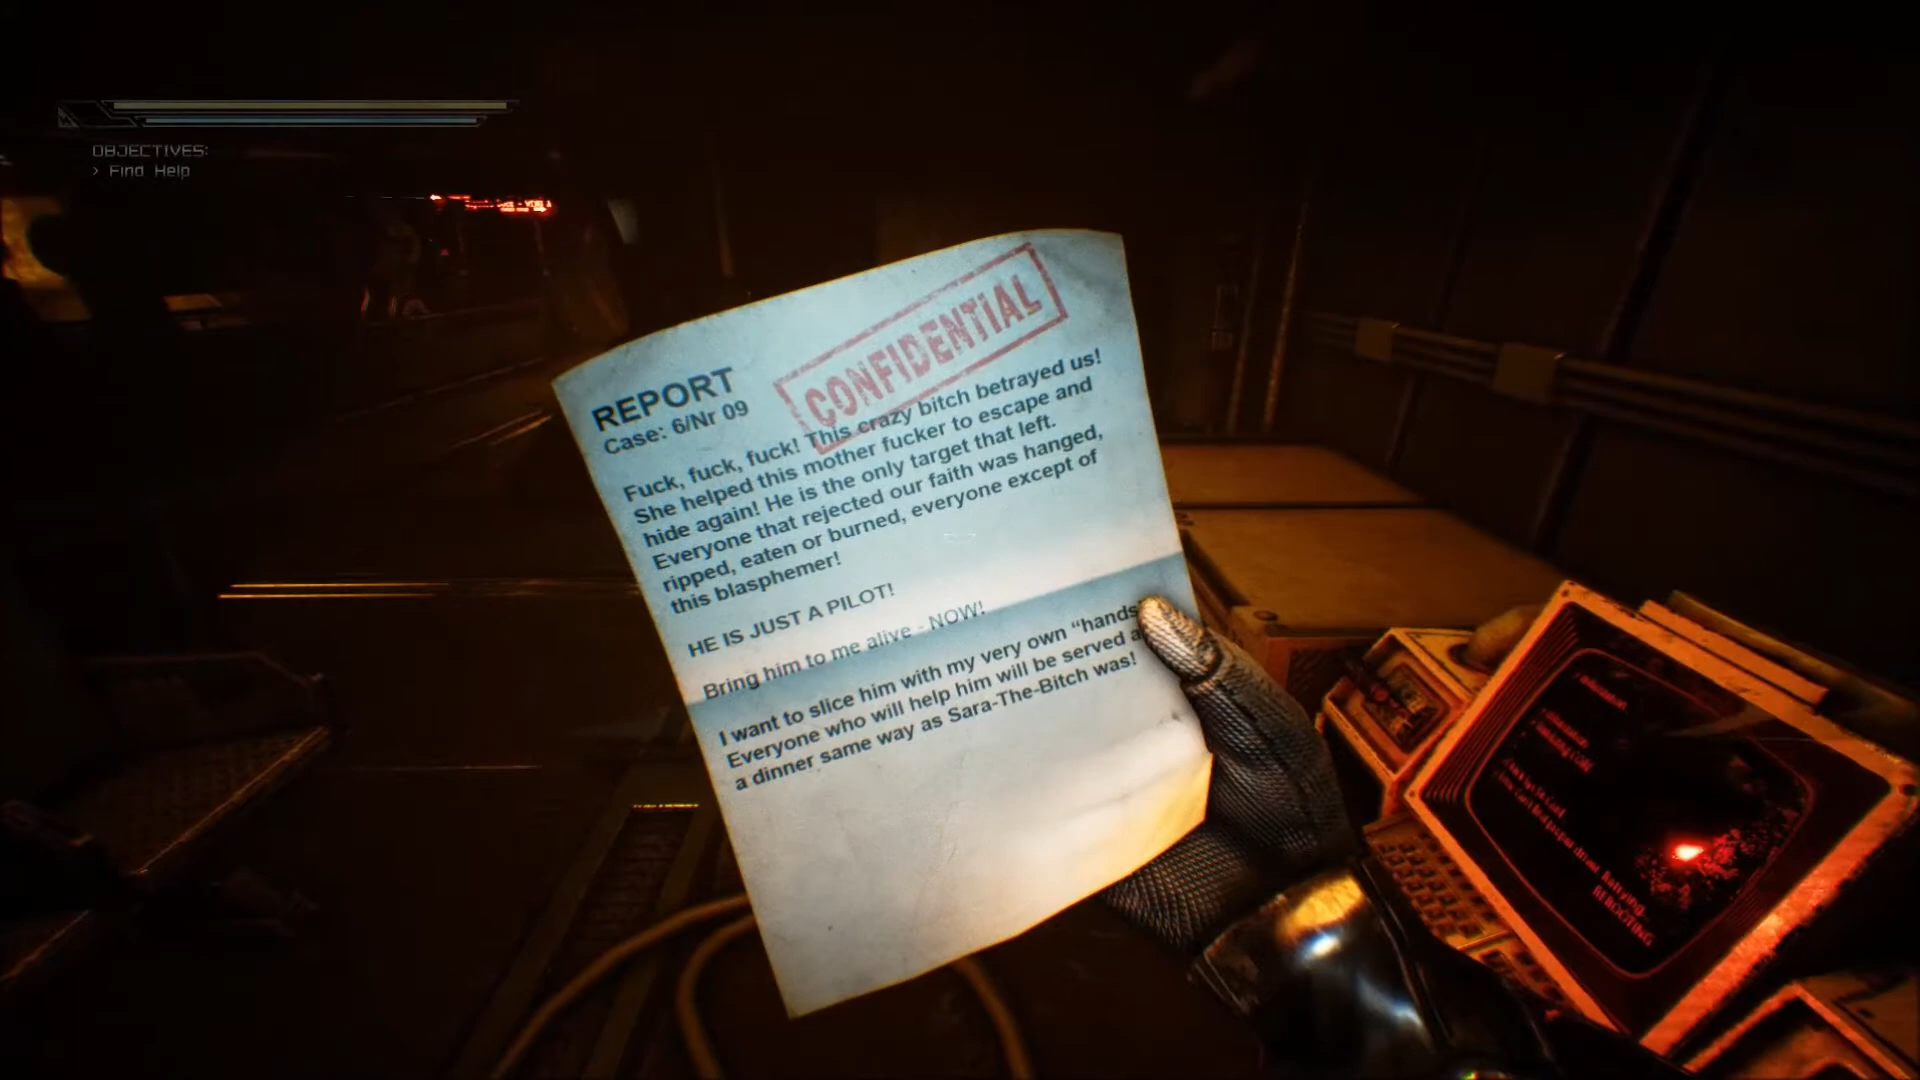 OBJECTIVES:
> Find Help
CONFIDENTIAL
REPORT
Case: 6/Nr 09
Fuck, fuck, fuck! This crazy bitch betrayed us!
She helped this mother fucker to escape and
hide again! He is the only target that left.
Everyone that rejected our faith was hanged,
ripped, eaten or burned, everyone except of
this blasphemer!
HE IS JUST A PILOT!
Bring him to me alive - NOW!
I want to slice him with my very own “hands”
Everyone who will help him will be served a
a dinner same way as Sara-The-Bitch was!
REBOOTING